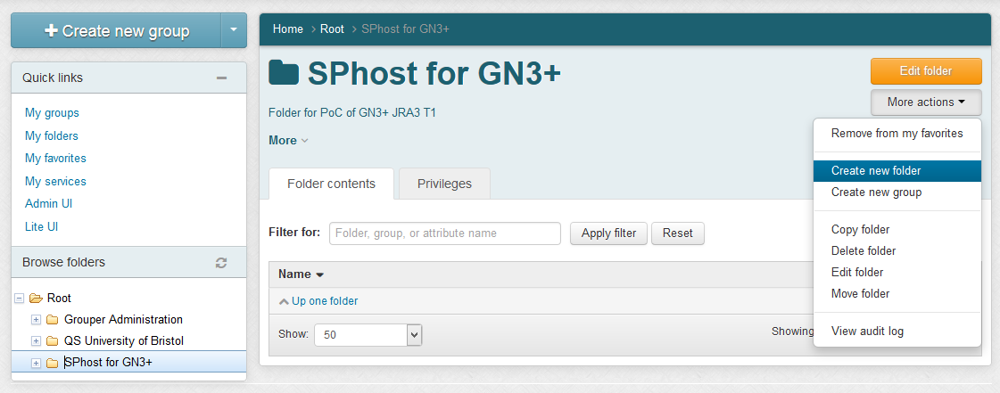 Create new group
Quick links
My groups
My folders
My favorites
My services
Admin UI
Lite UI
Browse folders
Root
Grouper Administration
QS University of Bristol
SPhost for GN3+
Home > Root > SPhost for GN3+
SPhost for GN3+
Folder for PoC of GN3+ JRA3 T1
More
Edit folder
More actions
Remove from my favorites
Create new folder
Create new group
Copy folder
Delete folder
Edit folder
Move folder
View audit log
Folder contents
Privileges
Filter for: Folder, group, or attribute name Apply filter Reset
Name
Up one folder
Show: 50 Showing